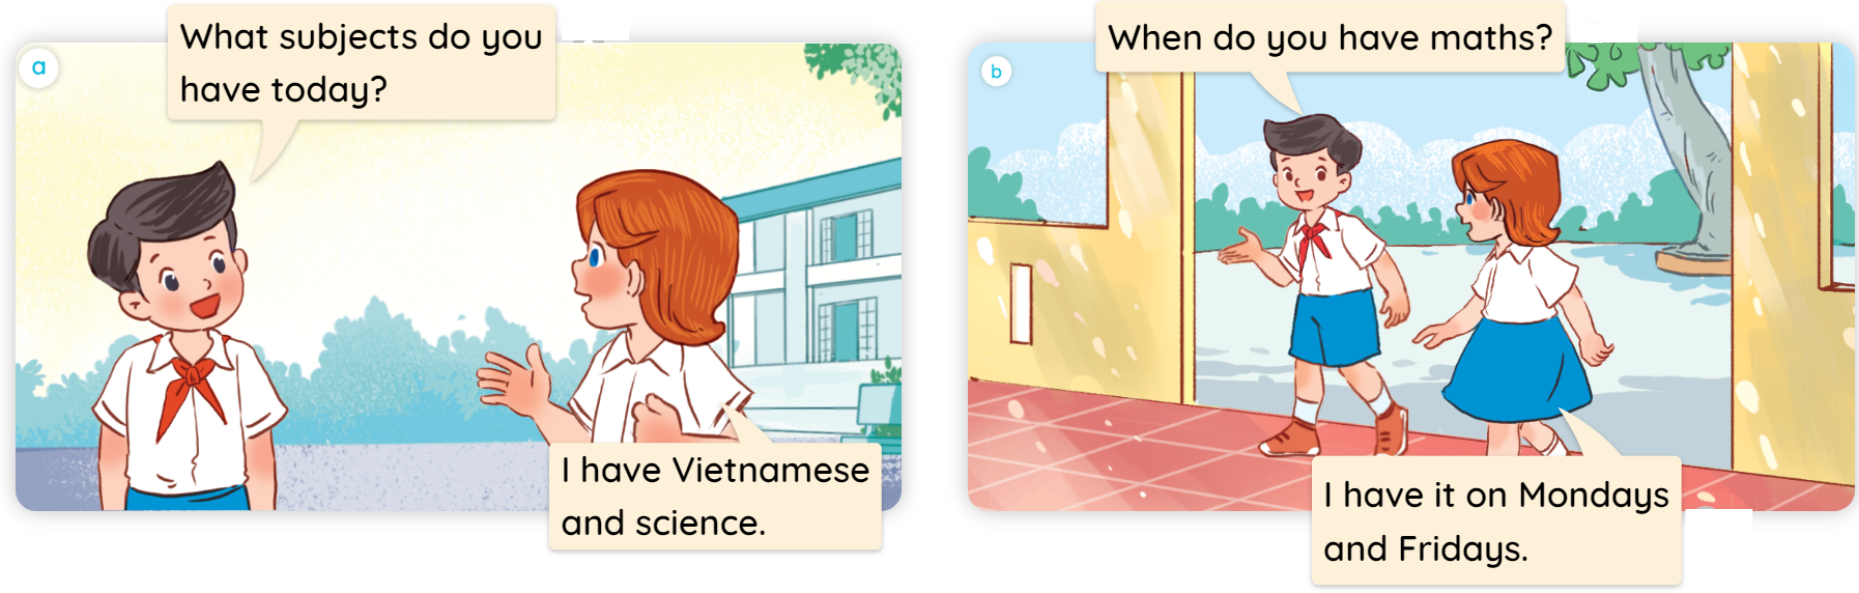 a
What subjects do you
have today?
I have Vietnamese
and science.
b
When do you have maths?
I have it on Mondays
and Fridays.